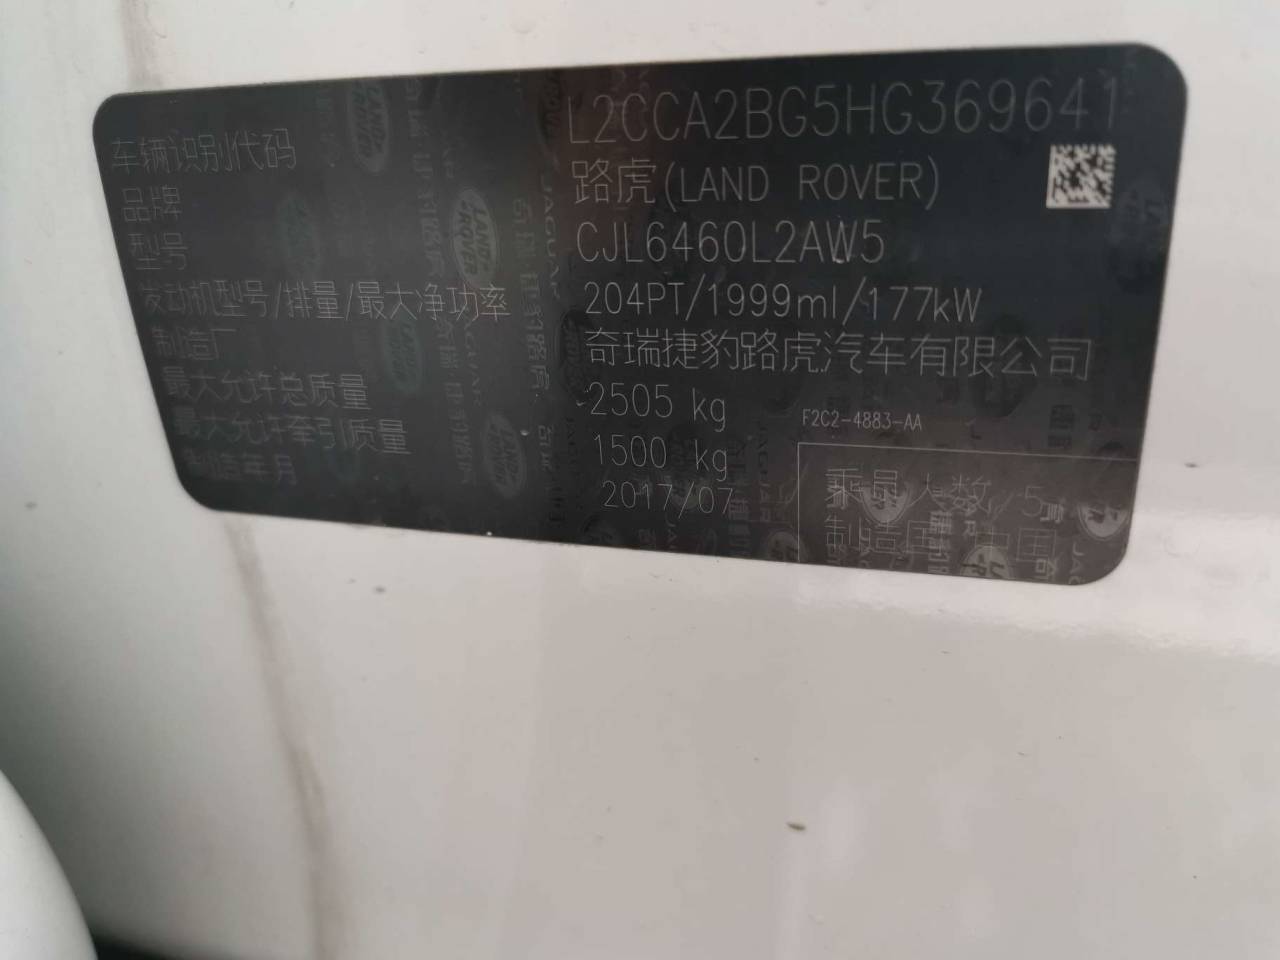 车辆识别代码 L2CCA2BG5HG369641
品牌 路虎(LAND ROVER)
型号 CJL6460L2AW5
发动机型号/排量/最大净功率 204PT/1999ml/177kW
制造厂 奇瑞捷豹路虎汽车有限公司
最大允许总质量 2505 kg
最大允许牵引质量 1500 kg
制造年月 2017/07
F2C2-4883-AA
乘员人数/5
制造国 中国